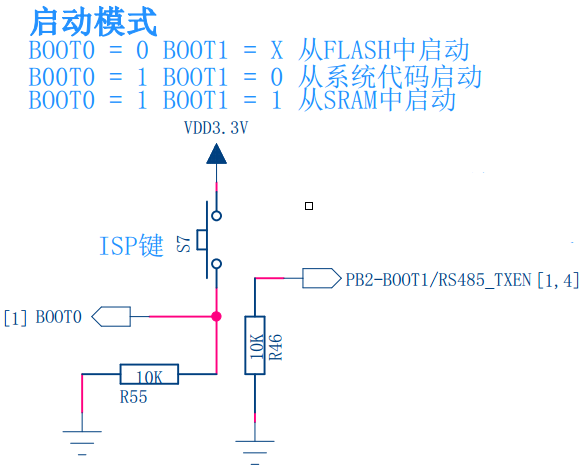 启动模式
BOOT0 = 0 BOOT1 = X 从FLASH中启动
BOOT0 = 1 BOOT1 = 0 从系统代码启动
BOOT0 = 1 BOOT1 = 1 从SRAM中启动
VDD3.3V
ISP键
S7
PB2-BOOT1/RS485_TXEN [1,4]
[1] BOOT0
10K
R46
10K
R55